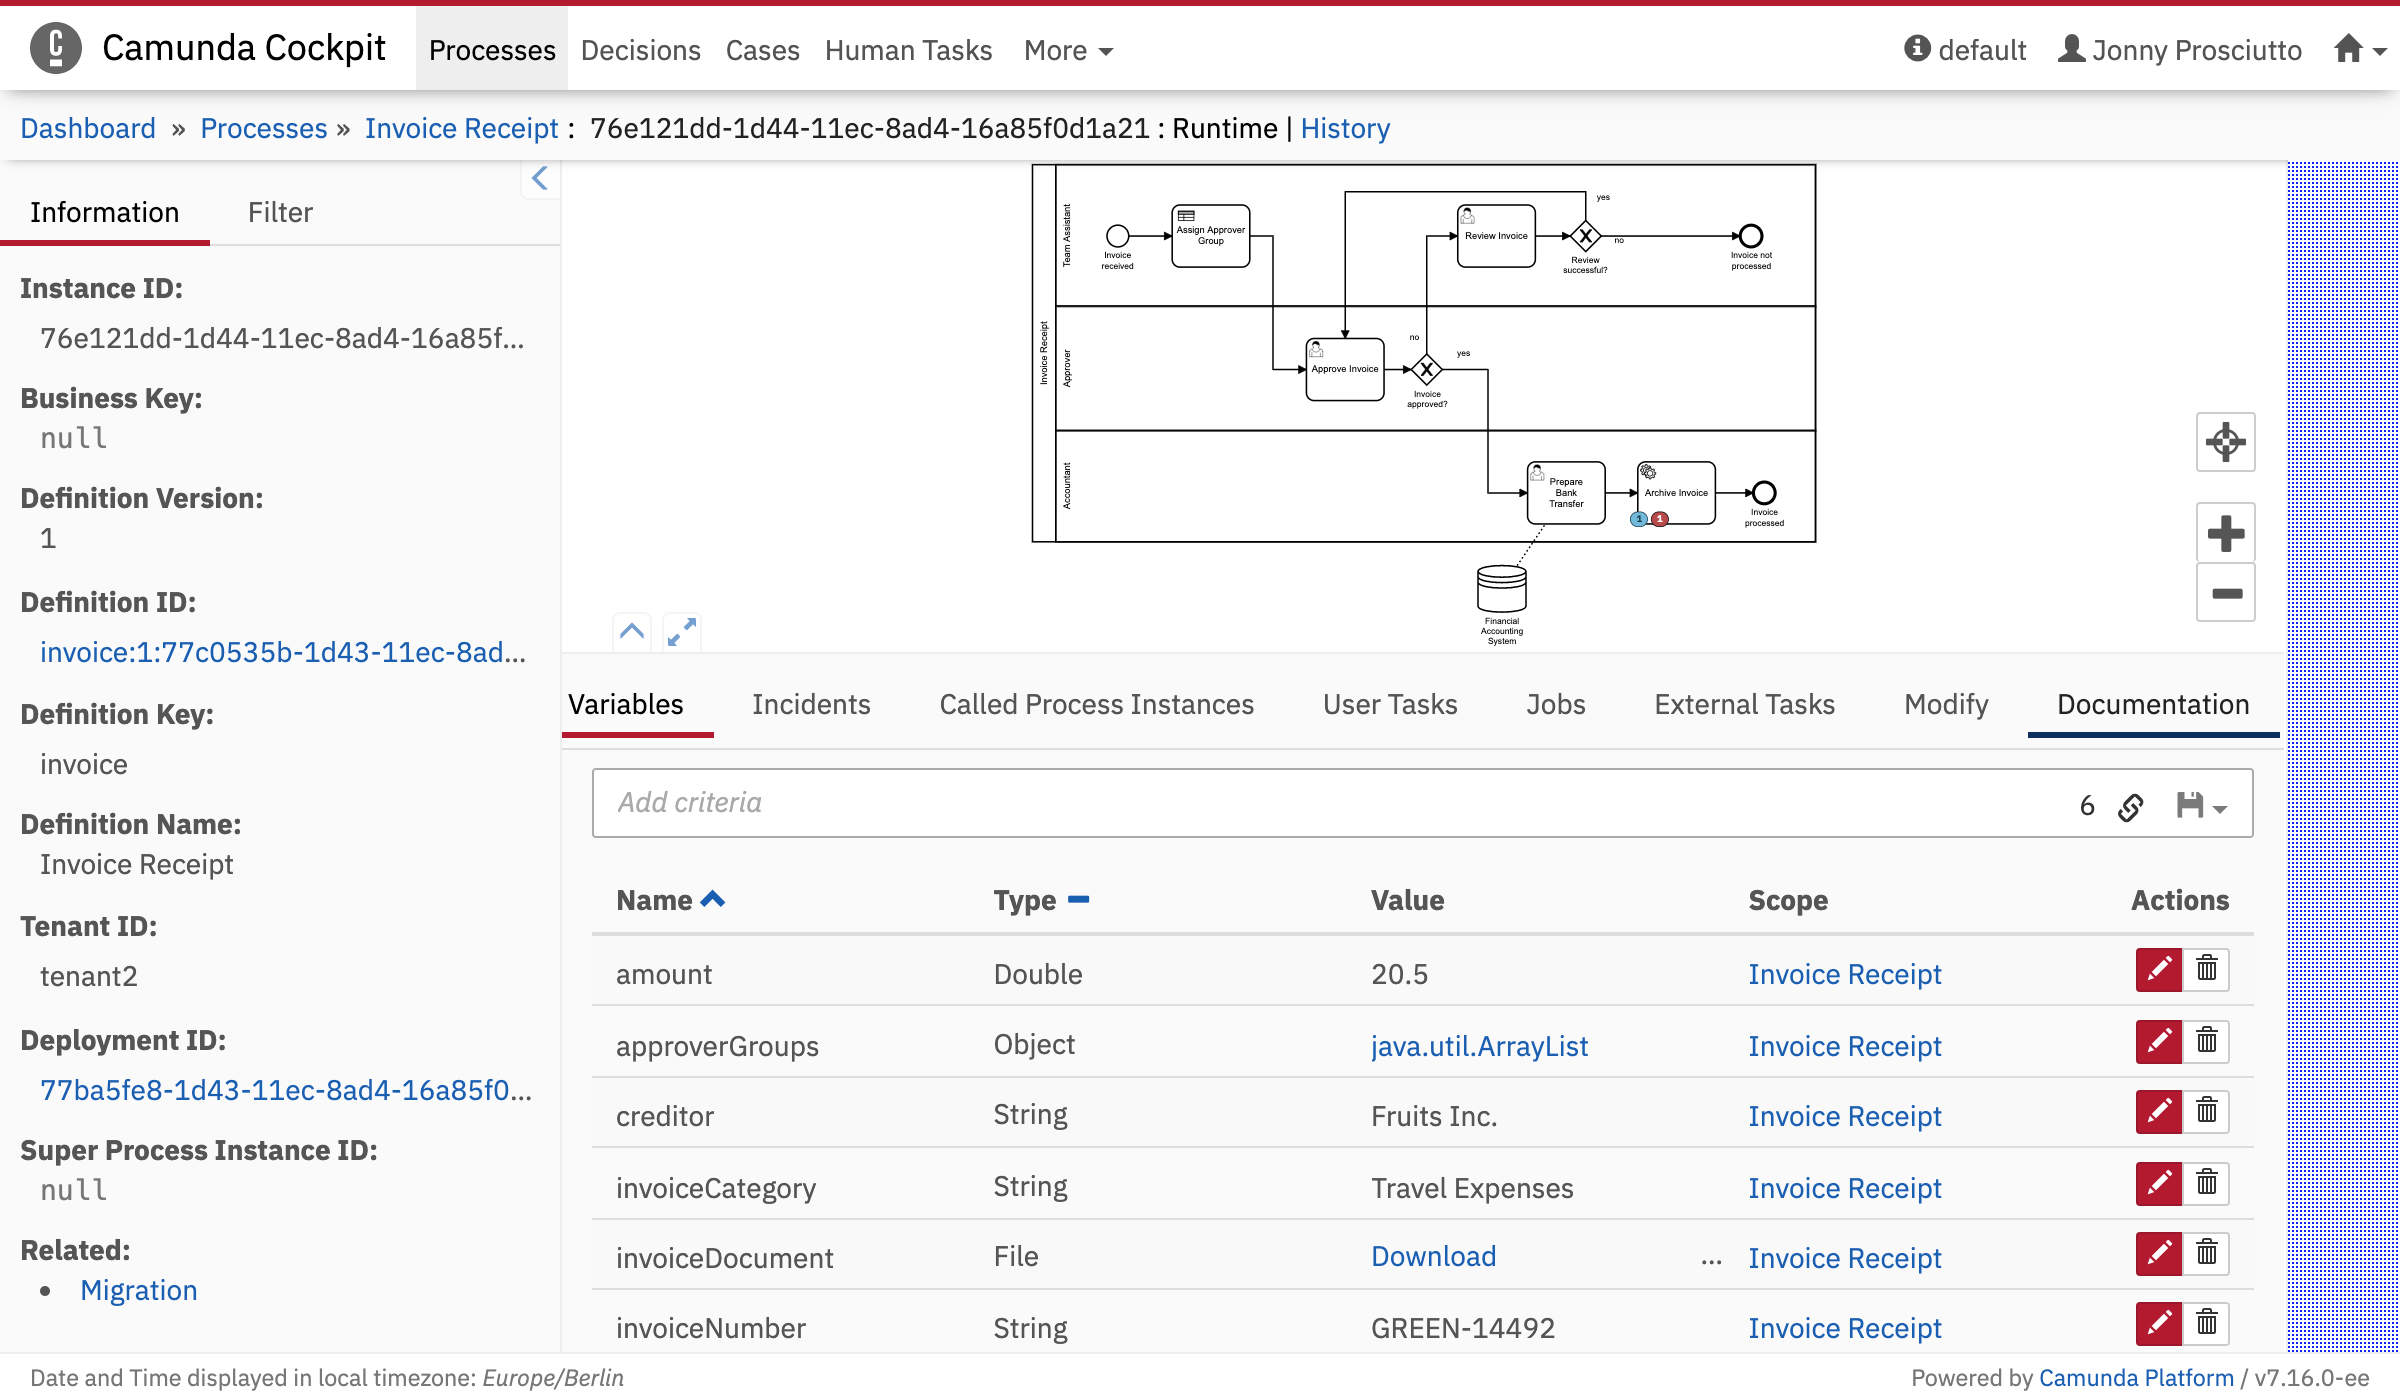 Camunda Cockpit Processes Decisions Cases Human Tasks More default Jonny Prosciutto
Dashboard » Processes » Invoice Receipt : 76e121dd-1d44-11ec-8ad4-16a85f0d1a21 : Runtime | History
Information Filter
Instance ID:
76e121dd-1d44-11ec-8ad4-16a85f...
Business Key:
null
Definition Version:
1
Definition ID:
invoice:1:77c0535b-1d43-11ec-8ad...
Definition Key:
invoice
Definition Name:
Invoice Receipt
Tenant ID:
tenant2
Deployment ID:
77ba5fe8-1d43-11ec-8ad4-16a85f0...
Super Process Instance ID:
null
Related:
• Migration
Invoice Receipt
Team Assistant
Invoice
received
Assign Approver
Group
Review Invoice
yes
no
Review
successful?
Invoice not
processed
Approver
Approve Invoice
no
yes
Invoice
approved?
Accountant
Prepare
Bank
Transfer
Archive Invoice
1 1
Invoice
processed
Financial
Accounting
System
Variables Incidents Called Process Instances User Tasks Jobs External Tasks Modify Documentation
Add criteria 6
Name Type Value Scope Actions
amount Double 20.5 Invoice Receipt
approverGroups Object java.util.ArrayList Invoice Receipt
creditor String Fruits Inc. Invoice Receipt
invoiceCategory String Travel Expenses Invoice Receipt
invoiceDocument File Download ... Invoice Receipt
invoiceNumber String GREEN-14492 Invoice Receipt
Date and Time displayed in local timezone: Europe/Berlin Powered by Camunda Platform / v7.16.0-ee